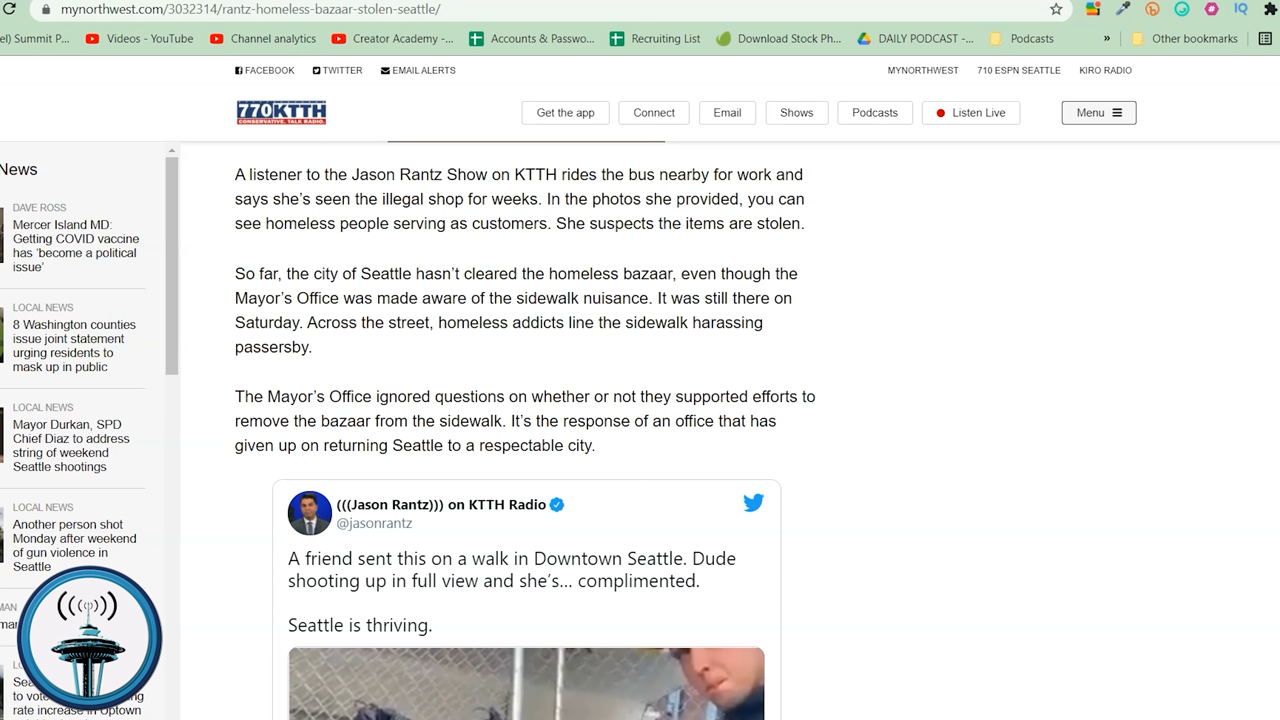 mynorthwest.com/3032314/rantz-homeless-bazaar-stolen-seattle/
el) Summit P... Videos - YouTube Channel analytics Creator Academy -... Accounts & Passwo... Recruiting List Download Stock Ph... DAILY PODCAST -... Podcasts » Other bookmarks
FACEBOOK TWITTER EMAIL ALERTS MYNORTHWEST 710 ESPN SEATTLE KIRO RADIO
770KTTH
CONSERVATIVE. TALK RADIO.
Get the app Connect Email Shows Podcasts Listen Live Menu
News
DAVE ROSS
Mercer Island MD:
Getting COVID vaccine
has ‘become a political
issue’
LOCAL NEWS
8 Washington counties
issue joint statement
urging residents to
mask up in public
LOCAL NEWS
Mayor Durkan, SPD
Chief Diaz to address
string of weekend
Seattle shootings
LOCAL NEWS
Another person shot
Monday after weekend
of gun violence in
Seattle
MAN
LO
Sea
to vote
rate increase in Uptown
A listener to the Jason Rantz Show on KTTH rides the bus nearby for work and
says she’s seen the illegal shop for weeks. In the photos she provided, you can
see homeless people serving as customers. She suspects the items are stolen.
So far, the city of Seattle hasn’t cleared the homeless bazaar, even though the
Mayor’s Office was made aware of the sidewalk nuisance. It was still there on
Saturday. Across the street, homeless addicts line the sidewalk harassing
passersby.
The Mayor’s Office ignored questions on whether or not they supported efforts to
remove the bazaar from the sidewalk. It’s the response of an office that has
given up on returning Seattle to a respectable city.
(((Jason Rantz))) on KTTH Radio
@jasonrantz
A friend sent this on a walk in Downtown Seattle. Dude
shooting up in full view and she’s... complimented.
Seattle is thriving.